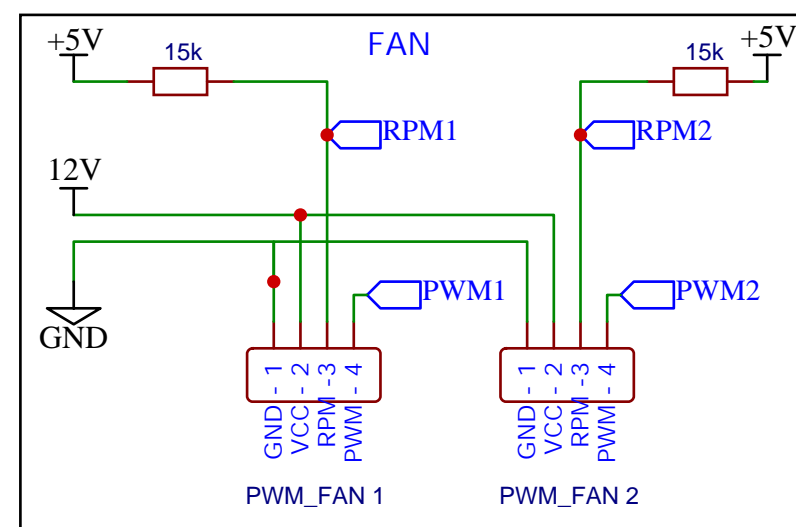 +5V
15k
FAN
15k
+5V
RPM1
RPM2
12V
PWM1
PWM2
GND
GND - 1
VCC - 2
RPM -3
PWM - 4
GND - 1
VCC - 2
RPM -3
PWM - 4
PWM_FAN 1
PWM_FAN 2